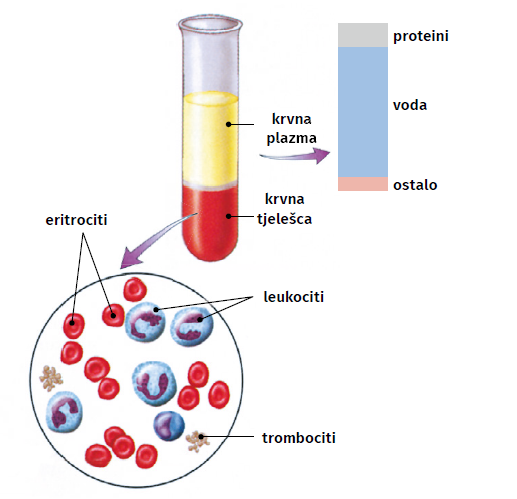 proteini
voda
krvna
plazma
ostalo
krvna
tjelešca
eritrociti
leukociti
trombociti